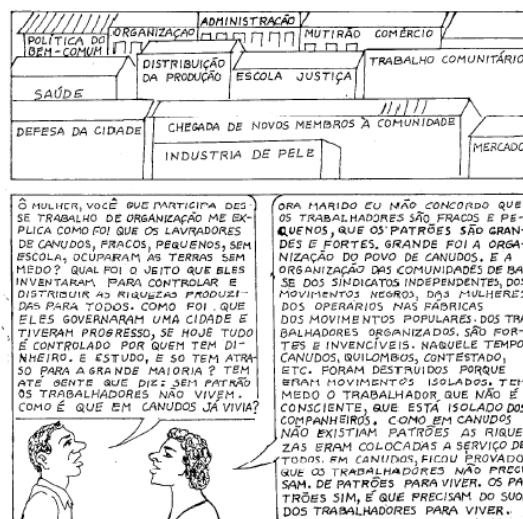 ADMINISTRAÇÃO
ORGANIZAÇAO
MUTIRÃO COMÉRCIO
POLÍTICA DO
BEM-COMUM
DISTRIBUIÇÃO
DA PRODUÇÃO
ESCOLA JUSTIÇA
TRABALHO COMUNITÁRIO
SAÚDE
DEFESA DA CIDADE
CHEGADA DE NOVOS MEMBROS À COMUNIDADE
INDUSTRIA DE PELE
MERCADO
Ô MULHER, VOCÊ QUE PARTICIPA DES-
SE TRABALHO DE ORGANIZAÇÃO ME EX-
PLICA COMO FOI QUE OS LAVRADORES
DE CANUDOS, FRACOS, PEQUENOS, SEM
ESCOLA, OCUPARAM AS TERRAS SEM
MEDO? QUAL FOI O JEITO QUE ELES
INVENTARAM PARA CONTROLAR E
DISTRIBUIR AS RIQUEZAS PRODUZI-
DAS PARA TODOS. COMO FOI QUE
ELES GOVERNARAM UMA CIDADE E
TIVERAM PROGRESSO, SE HOJE TUDO
É CONTROLADO POR QUEM TEM DI-
NHEIRO. E ESTUDO, E SO TEM ATRA-
SO PARA A GRANDE MAIORIA? TEM
ATÉ GENTE QUE DIZ: SEM PATRÃO
OS TRABALHADORES NÃO VIVEM.
COMO É QUE EM CANUDOS JÁ VIVIA?
ORA MARIDO EU NÃO CONCORDO QUE
OS TRABALHADORES SÃO FRACOS E PE-
QUENOS, QUE OS PATRÕES SÃO GRAN-
DES E FORTES. GRANDE FOI A ORGA-
NIZAÇÃO DO POVO DE CANUDOS. E A
ORGANIZAÇÃO DAS COMUNIDADES DE BA-
SE DOS SINDICATOS INDEPENDENTES, DOS
MOVIMENTOS NEGROS, DAS MULHERES
DOS OPERARIOS NAS FÁBRICAS
DOS MOVIMENTOS POPULARES. DOS TRA-
BALHADORES ORGANIZADOS. SÃO FOR-
TES E INVENCÍVEIS. NAQUELE TEMPO
CANUDOS, QUILOMBOS, CONTESTADO,
ETC. FORAM DESTRUIDOS PORQUE
ERAM MOVIMENTOS ISOLADOS. TEM
MEDO O TRABALHADOR QUE NÃO É
CONSCIENTE, QUE ESTÁ ISOLADO DOS
COMPANHEIROS. COMO EM CANUDOS
NÃO EXISTIAM PATRÕES AS RIQUE-
ZAS ERAM COLOCADAS A SERVIÇO DE
TODOS. EM CANUDOS, FICOU PROVADO
QUE OS TRABALHADORES NÃO PRECI-
SAM. DE PATRÕES PARA VIVER. OS PA-
TRÕES SIM, É QUE PRECISAM DO SUOR
DOS TRABALHADORES PARA VIVER.